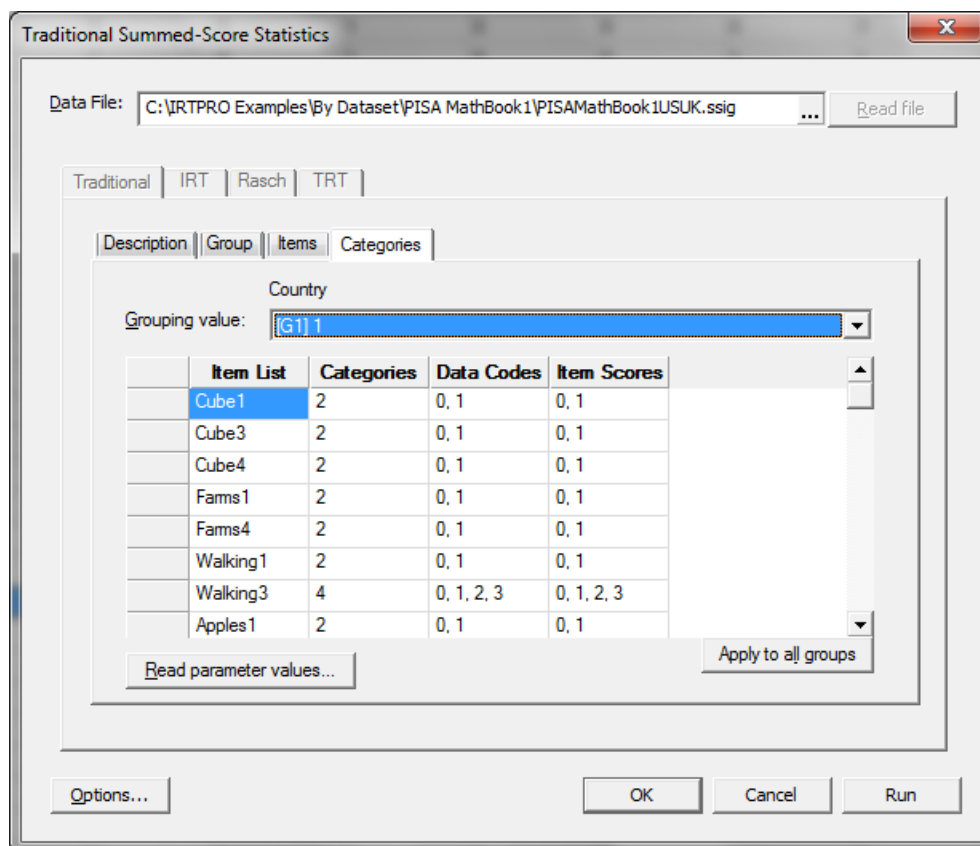 Traditional Summed-Score Statistics
Data File: C:\IRTPRO Examples\By Dataset\PISA MathBook1\PISAMathBook1USUK.ssig ... Read file
Traditional IRT Rasch TRT
Description Group Items Categories
Country
Grouping value: [G1] 1
Item List Categories Data Codes Item Scores
Cube1 2 0, 1 0, 1
Cube3 2 0, 1 0, 1
Cube4 2 0, 1 0, 1
Farms1 2 0, 1 0, 1
Farms4 2 0, 1 0, 1
Walking1 2 0, 1 0, 1
Walking3 4 0, 1, 2, 3 0, 1, 2, 3
Apples1 2 0, 1 0, 1
Read parameter values... Apply to all groups
Options... OK Cancel Run